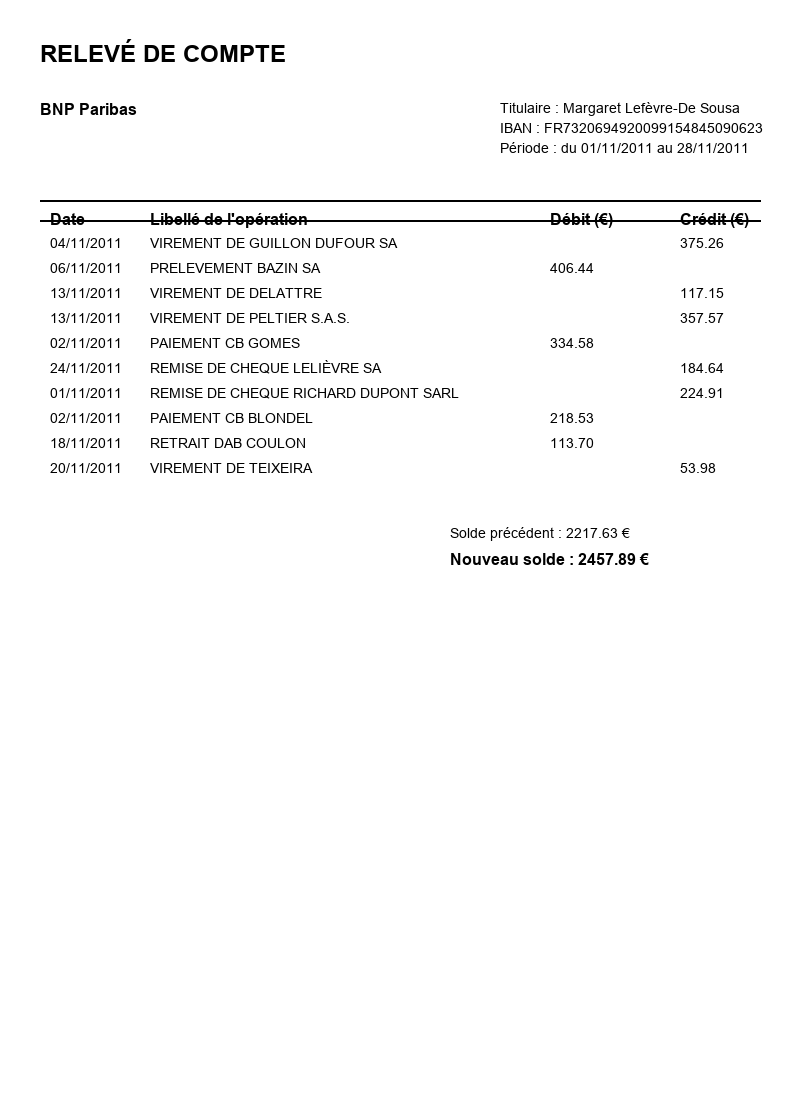 RELEVÉ DE COMPTE
BNP Paribas
Titulaire : Margaret Lefèvre-De Sousa
IBAN : FR7320694920099154845090623
Période : du 01/11/2011 au 28/11/2011
Date Libellé de l'opération Débit (€) Crédit (€)
04/11/2011 VIREMENT DE GUILLON DUFOUR SA 375.26
06/11/2011 PRELEVEMENT BAZIN SA 406.44
13/11/2011 VIREMENT DE DELATTRE 117.15
13/11/2011 VIREMENT DE PELTIER S.A.S. 357.57
02/11/2011 PAIEMENT CB GOMES 334.58
24/11/2011 REMISE DE CHEQUE LELIÈVRE SA 184.64
01/11/2011 REMISE DE CHEQUE RICHARD DUPONT SARL 224.91
02/11/2011 PAIEMENT CB BLONDEL 218.53
18/11/2011 RETRAIT DAB COULON 113.70
20/11/2011 VIREMENT DE TEIXEIRA 53.98
Solde précédent : 2217.63 €
Nouveau solde : 2457.89 €